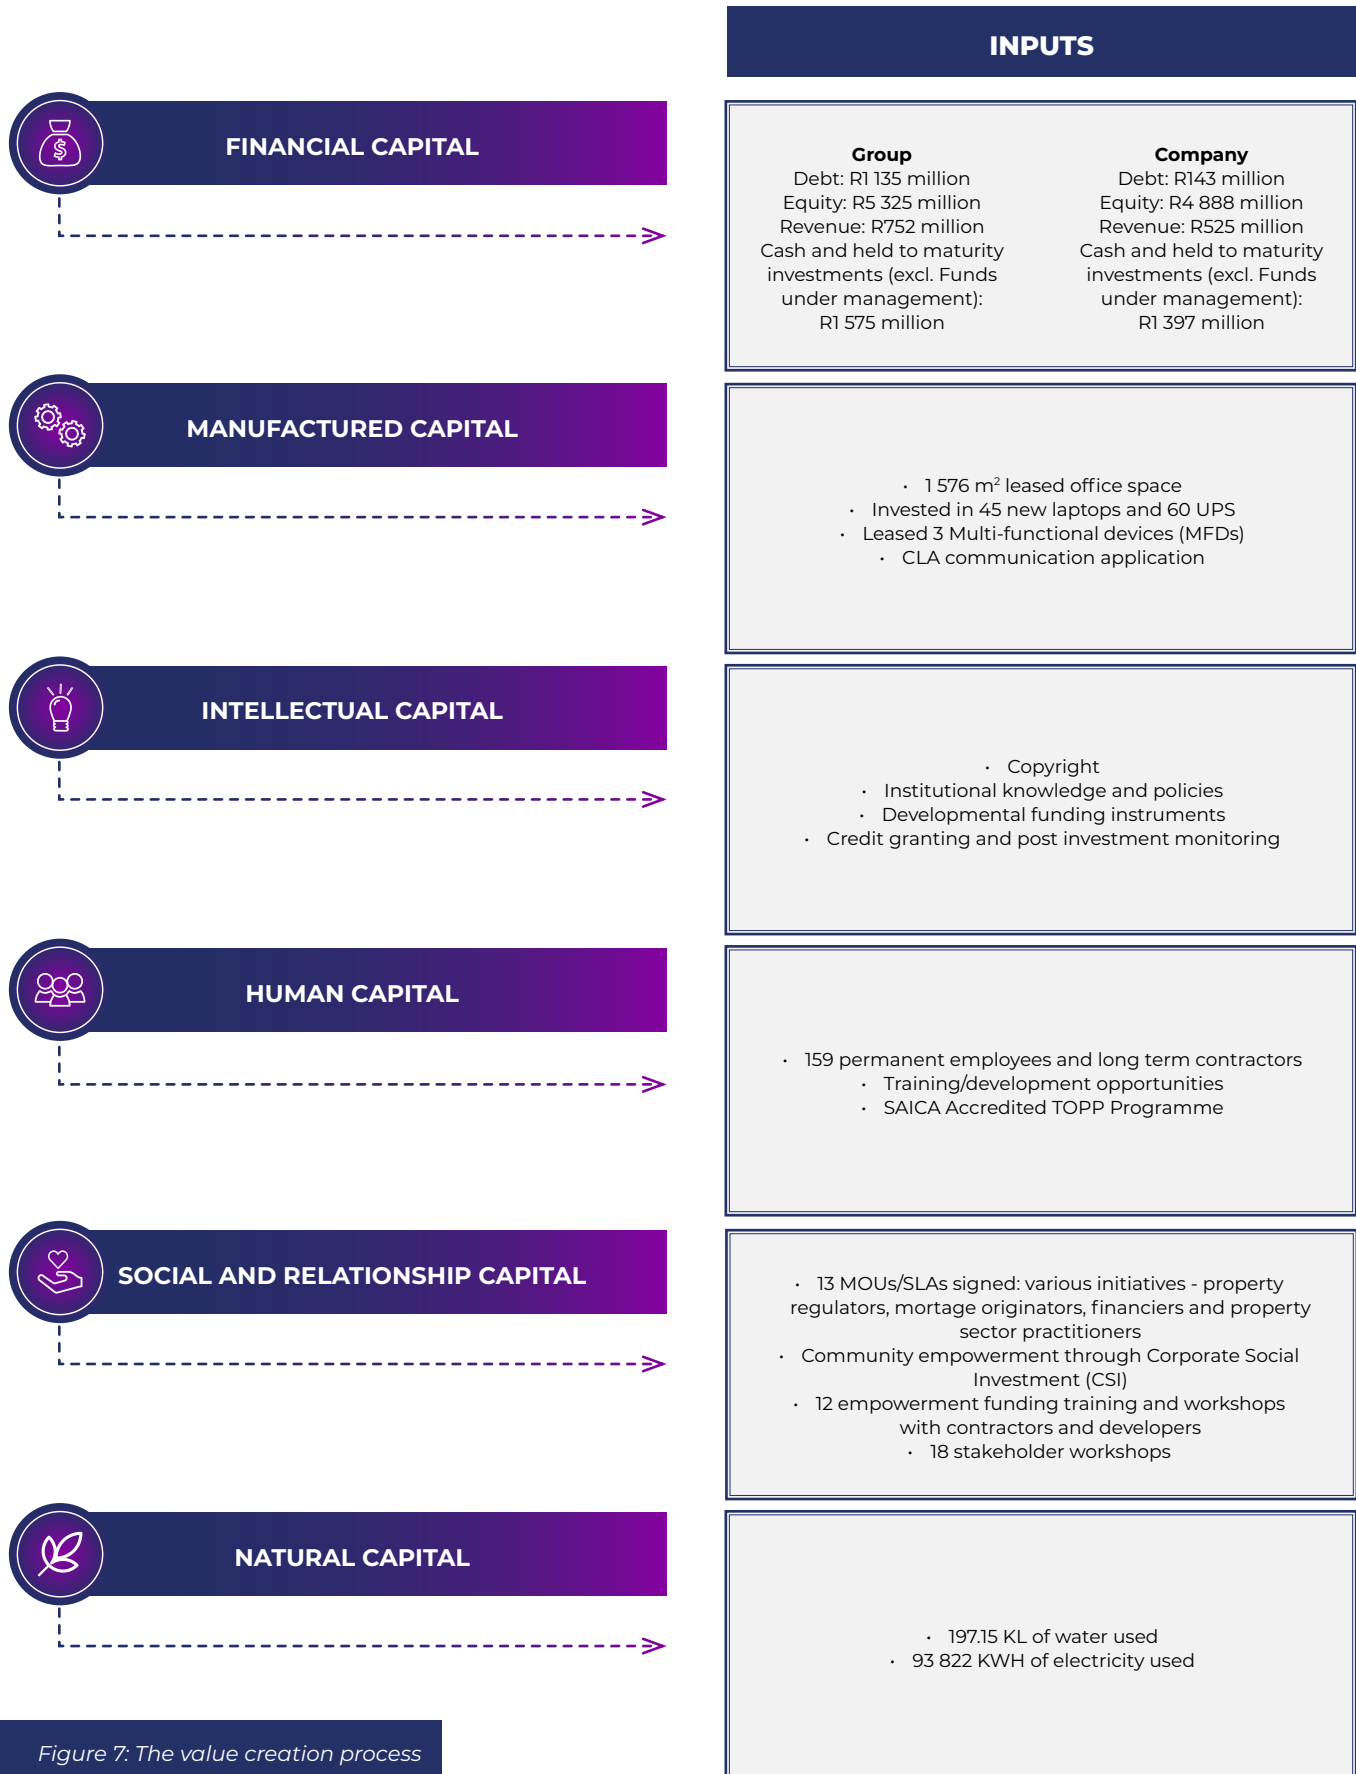 INPUTS
FINANCIAL CAPITAL
Group
Debt: R1 135 million
Equity: R5 325 million
Revenue: R752 million
Cash and held to maturity
investments (excl. Funds
under management):
R1 575 million
Company
Debt: R143 million
Equity: R4 888 million
Revenue: R525 million
Cash and held to maturity
investments (excl. Funds
under management):
R1 397 million
MANUFACTURED CAPITAL
• 1 576 m² leased office space
• Invested in 45 new laptops and 60 UPS
• Leased 3 Multi-functional devices (MFDs)
• CLA communication application
INTELLECTUAL CAPITAL
• Copyright
• Institutional knowledge and policies
• Developmental funding instruments
• Credit granting and post investment monitoring
HUMAN CAPITAL
• 159 permanent employees and long term contractors
• Training/development opportunities
• SAICA Accredited TOPP Programme
SOCIAL AND RELATIONSHIP CAPITAL
• 13 MOUs/SLAs signed: various initiatives - property
regulators, mortage originators, financiers and property
sector practitioners
• Community empowerment through Corporate Social
Investment (CSI)
• 12 empowerment funding training and workshops
with contractors and developers
• 18 stakeholder workshops
NATURAL CAPITAL
• 197.15 KL of water used
• 93 822 KWH of electricity used
Figure 7: The value creation process